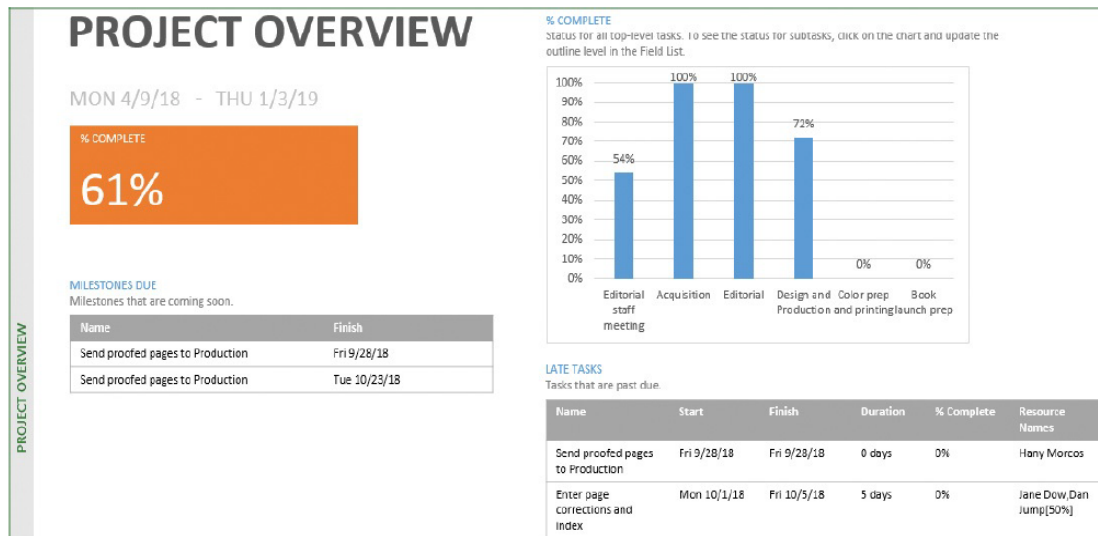 PROJECT OVERVIEW
PROJECT OVERVIEW
MON 4/9/18 - THU 1/3/19
% COMPLETE
61%
MILESTONES DUE
Milestones that are coming soon.
Name Finish
Send proofed pages to Production Fri 9/28/18
Send proofed pages to Production Tue 10/23/18
% COMPLETE
Status for all top-level tasks. To see the status for subtasks, click on the chart and update the
outline level in the Field List.
100%
90%
80%
70%
60%
50%
40%
30%
20%
10%
0%
54%
100%
100%
72%
0%
0%
Editorial
staff
meeting
Acquisition
Editorial
Design and
Production
Color prep
and printing
Book
launch prep
LATE TASKS
Tasks that are past due.
Name Start Finish Duration % Complete Resource
Names
Send proofed pages Fri 9/28/18 Fri 9/28/18 0 days 0% Hany Morcos
to Production
Enter page Mon 10/1/18 Fri 10/5/18 5 days 0% Jane Dow,Dan
corrections and Jump[50%]
index